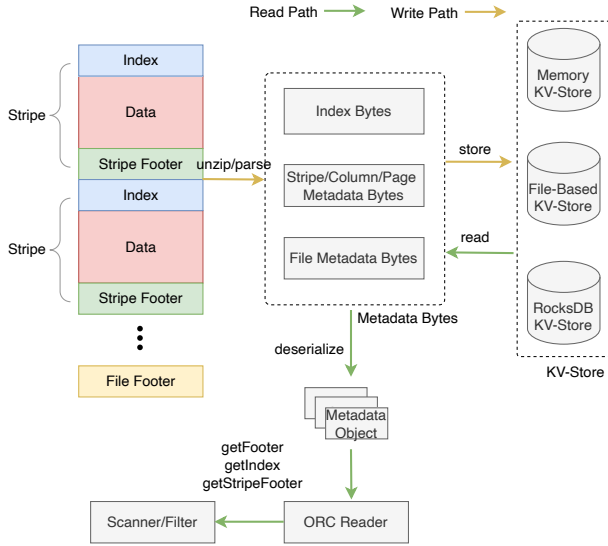 Read Path
Write Path
Index
Data
Stripe Footer
Stripe
Index
Data
Stripe Footer
Stripe
File Footer
unzip/parse
Index Bytes
Stripe/Column/Page
Metadata Bytes
File Metadata Bytes
Metadata Bytes
store
read
Memory
KV-Store
File-Based
KV-Store
RocksDB
KV-Store
KV-Store
deserialize
Metadata
Object
getFooter
getIndex
getStripeFooter
Scanner/Filter
ORC Reader